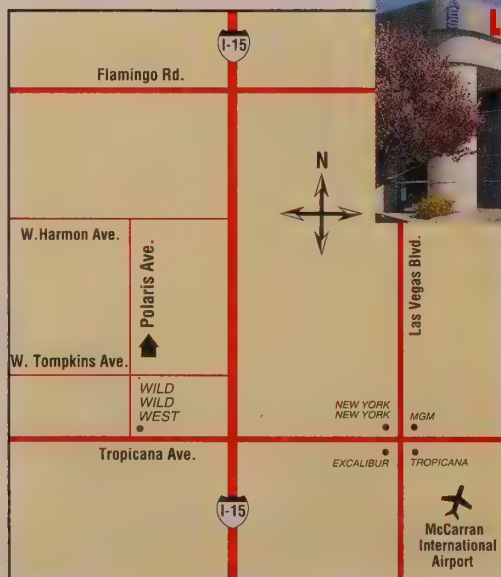 I-15
L
Flamingo Rd.
N
W.Harmon Ave.
Polaris Ave.
Las Vegas Blvd.
W. Tompkins Ave.
WILD
WILD
WEST
NEW YORK
NEW YORK
MGM
Tropicana Ave.
EXCALIBUR
TROPICANA
I-15
McCarran
International
Airport